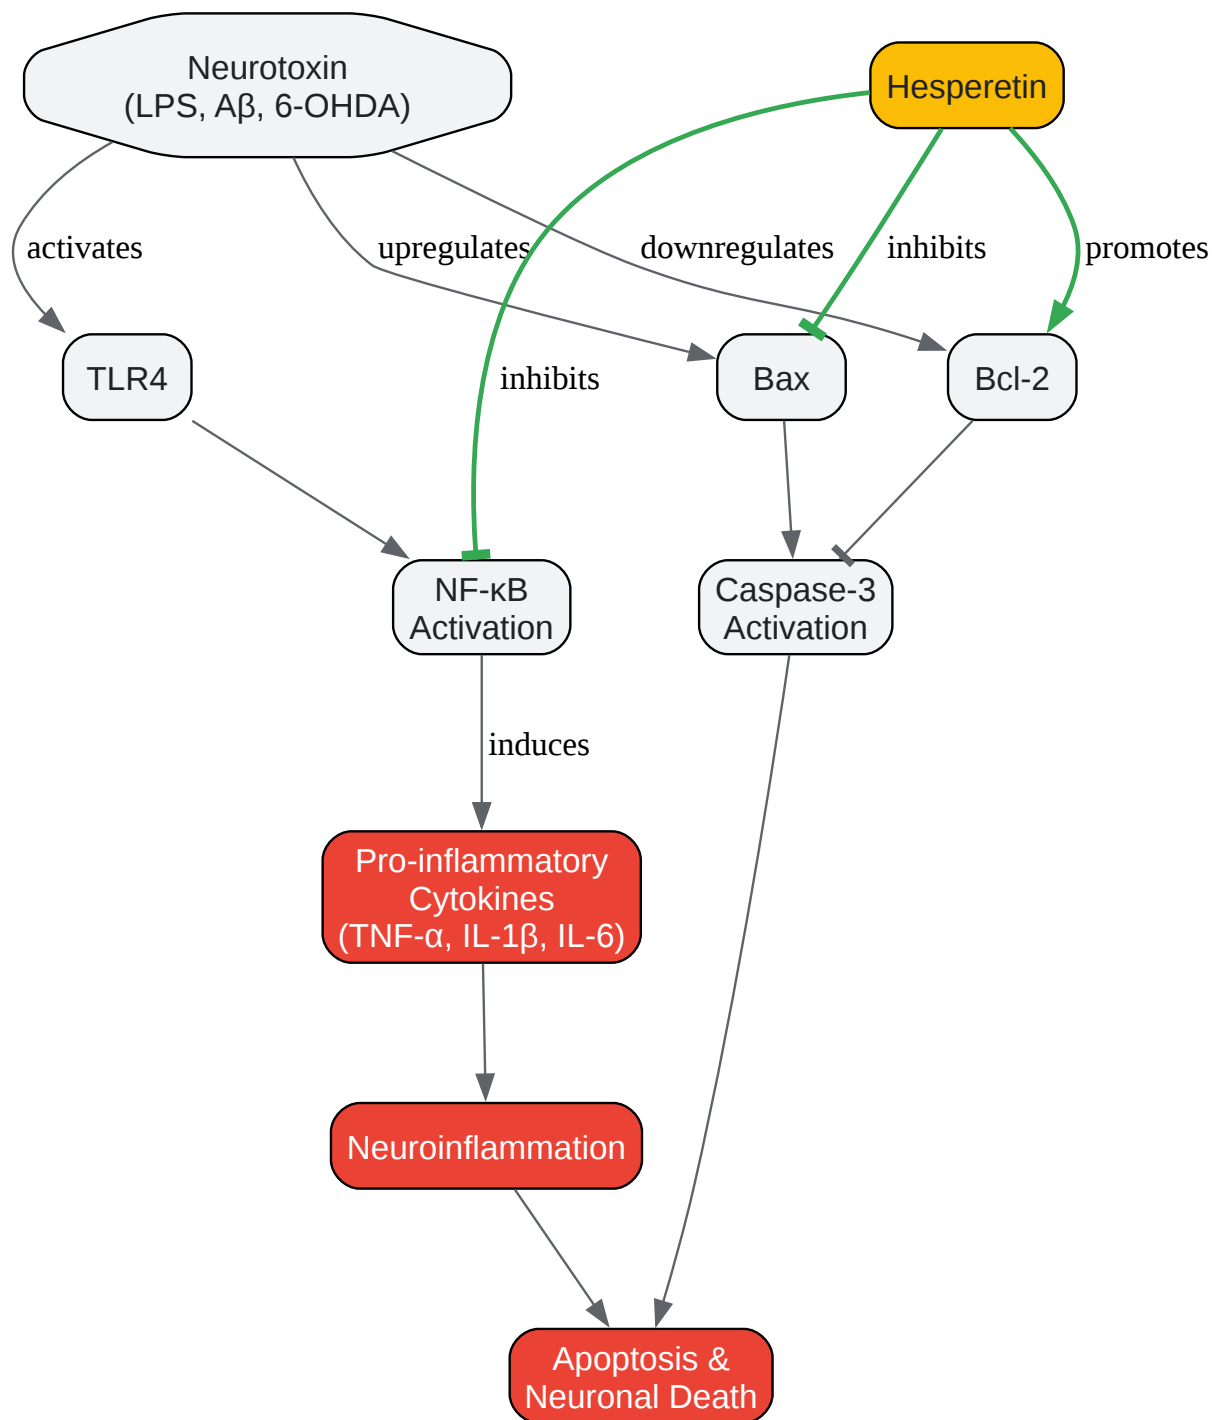 Neurotoxin
(LPS, Aβ, 6-OHDA)
Hesperetin
activates
upregulates
downregulates
inhibits
promotes
TLR4
inhibits
Bax
Bcl-2
NF-κB
Activation
Caspase-3
Activation
induces
Pro-inflammatory
Cytokines
(TNF-α, IL-1β, IL-6)
Neuroinflammation
Apoptosis &
Neuronal Death